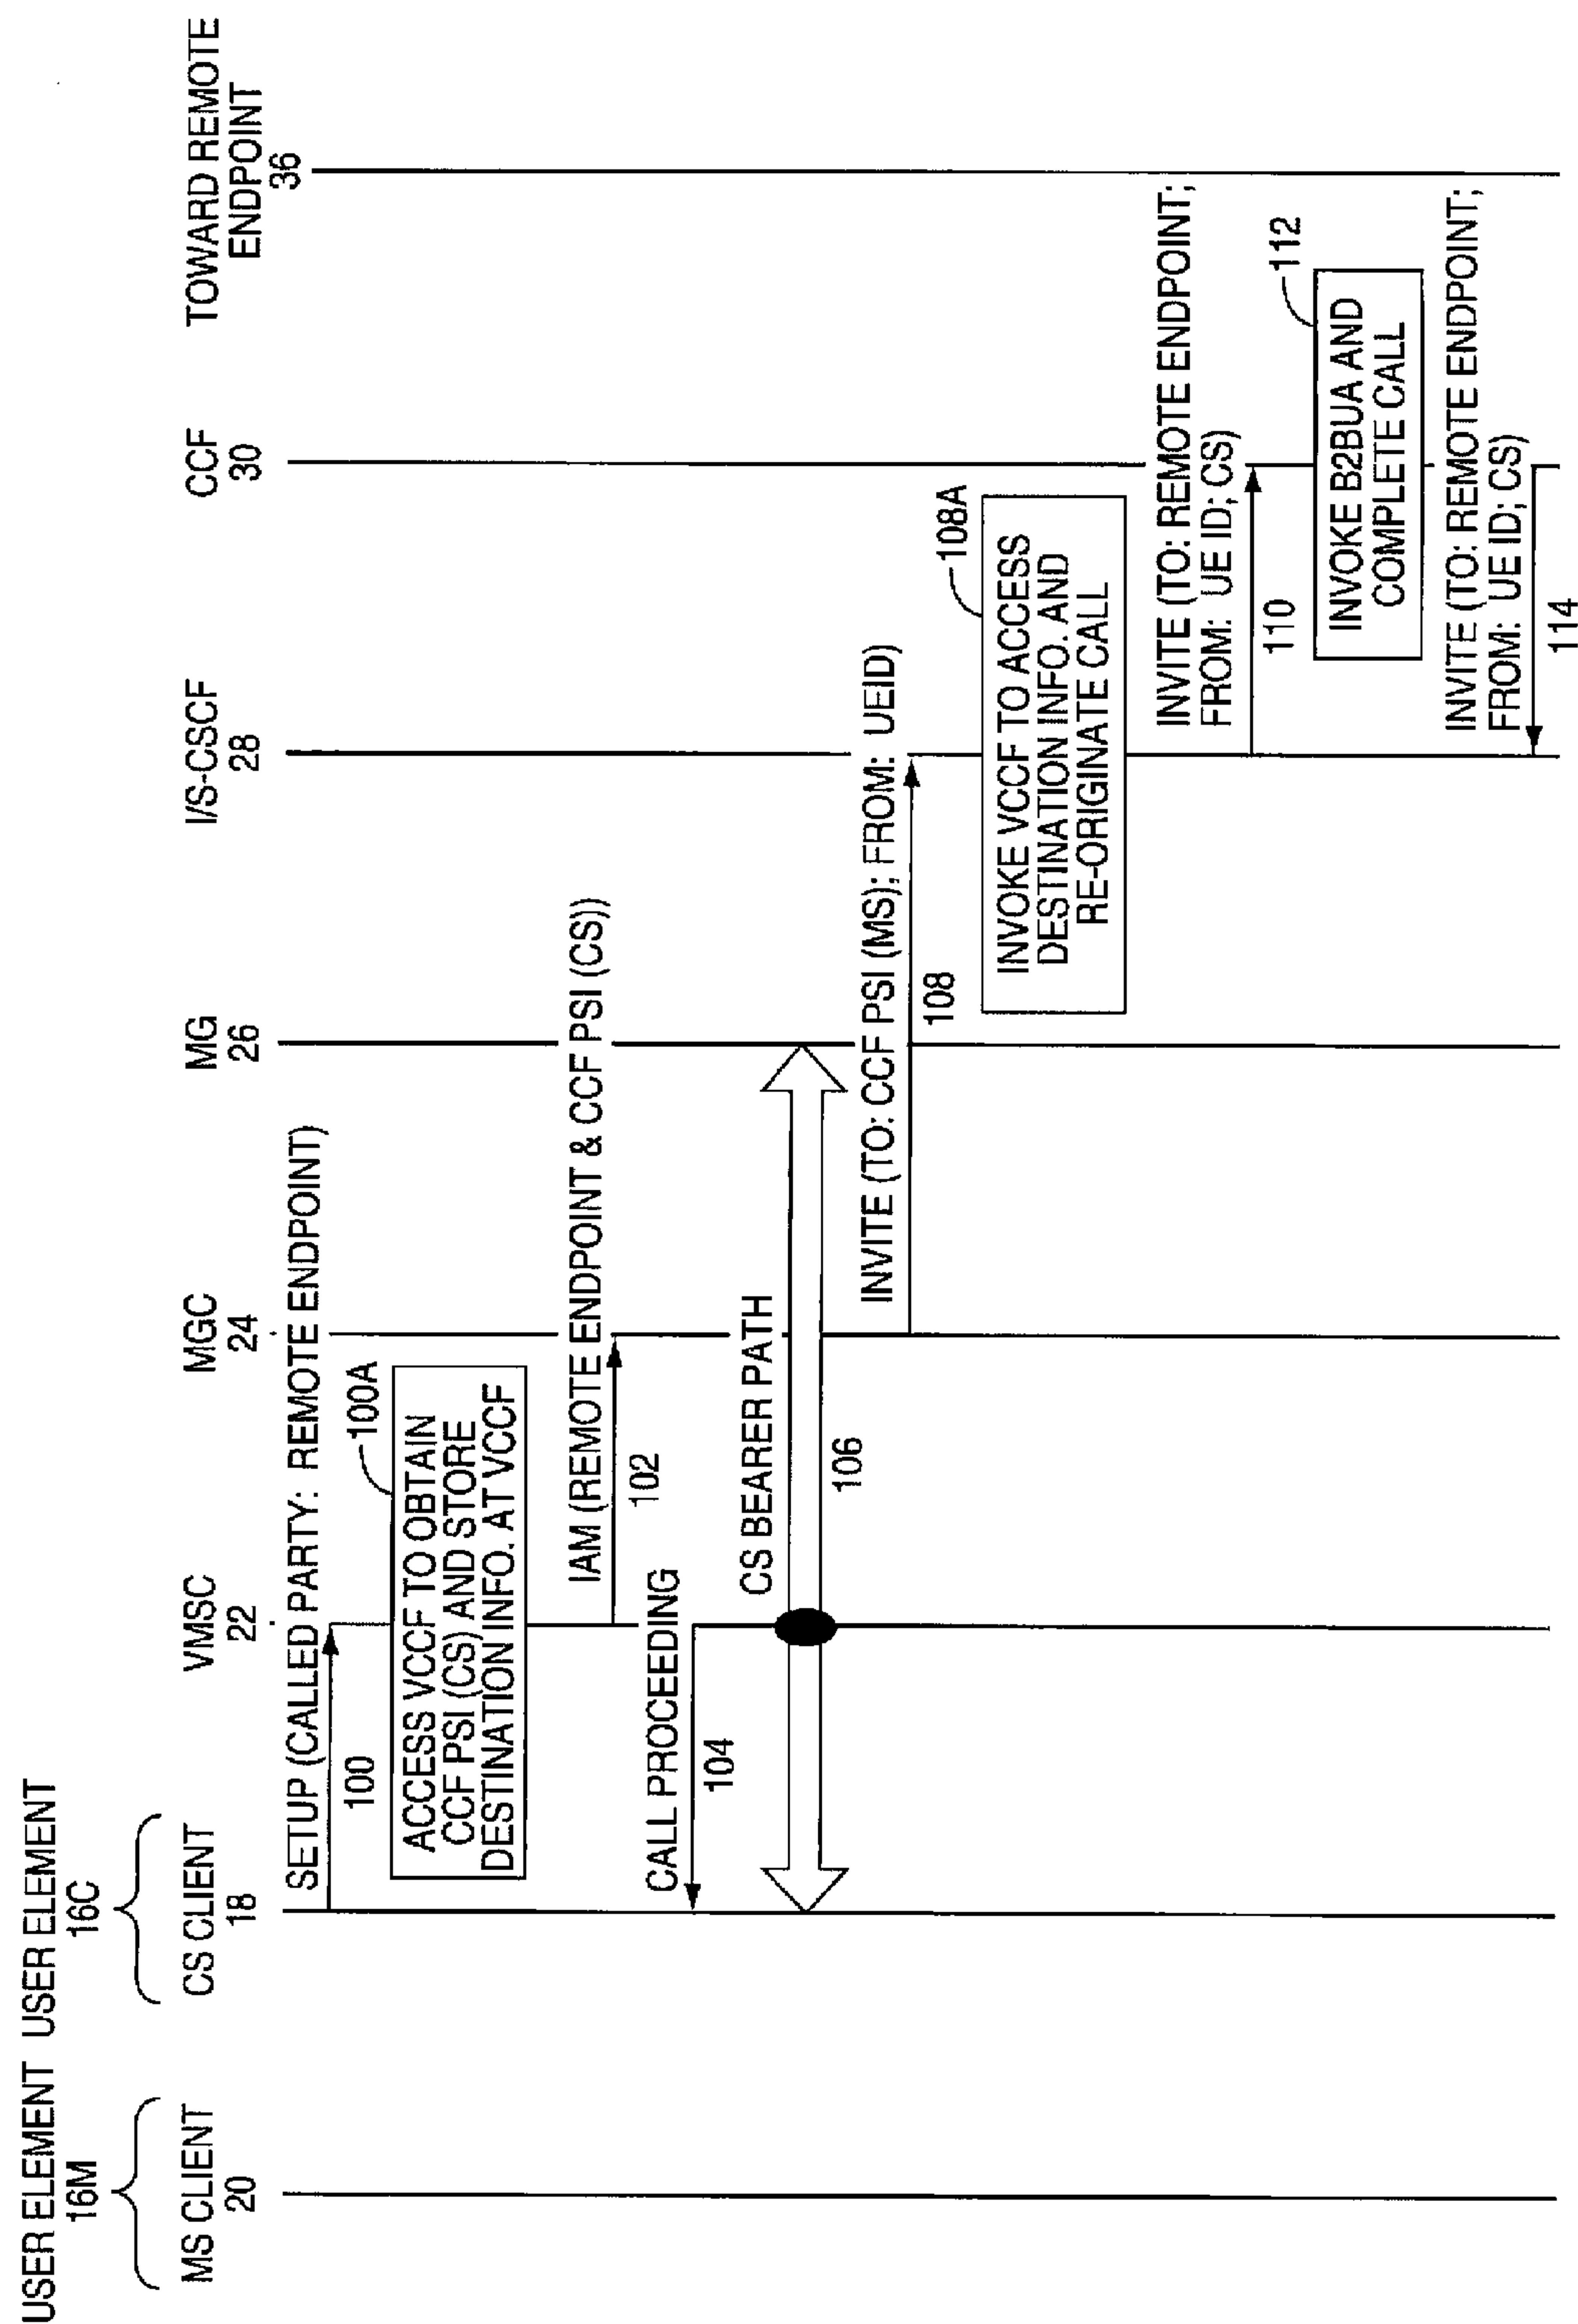 USER ELEMENT
16M
USER ELEMENT
16C
MS CLIENT
20
CS CLIENT
18
VMSC
22
MGC
24
MG
26
I/S-CSCF
28
CCF
30
TOWARD REMOTE
ENDPOINT
36
SETUP (CALLED PARTY: REMOTE ENDPOINT)
100
100A
ACCESS VCCF TO OBTAIN
CCF PSI (CS) AND STORE
DESTINATION INFO. AT VCCF
IAM (REMOTE ENDPOINT & CCF PSI (CS))
102
CALL PROCEEDING
104
CS BEARER PATH
106
INVITE (TO: CCF PSI (MS); FROM: UEID)
108
108A
INVOKE VCCF TO ACCESS
DESTINATION INFO. AND
RE-ORIGINATE CALL
INVITE (TO: REMOTE ENDPOINT;
FROM: UE ID; CS)
110
112
INVOKE B2BUA AND
COMPLETE CALL
INVITE (TO: REMOTE ENDPOINT;
FROM: UE ID; CS)
114